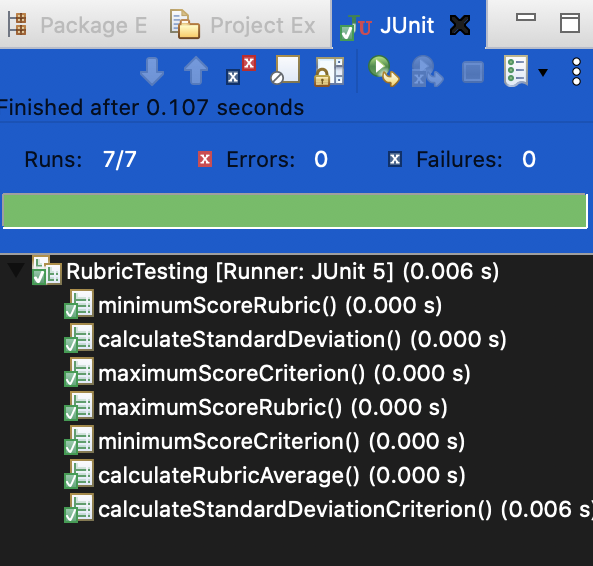 Package E Project Ex JUnit
Finished after 0.107 seconds
Runs: 7/7 Errors: 0 Failures: 0
RubricTesting [Runner: JUnit 5] (0.006 s)
minimumScoreRubric() (0.000 s)
calculateStandardDeviation() (0.000 s)
maximumScoreCriterion() (0.000 s)
maximumScoreRubric() (0.000 s)
minimumScoreCriterion() (0.000 s)
calculateRubricAverage() (0.000 s)
calculateStandardDeviationCriterion() (0.006 s)